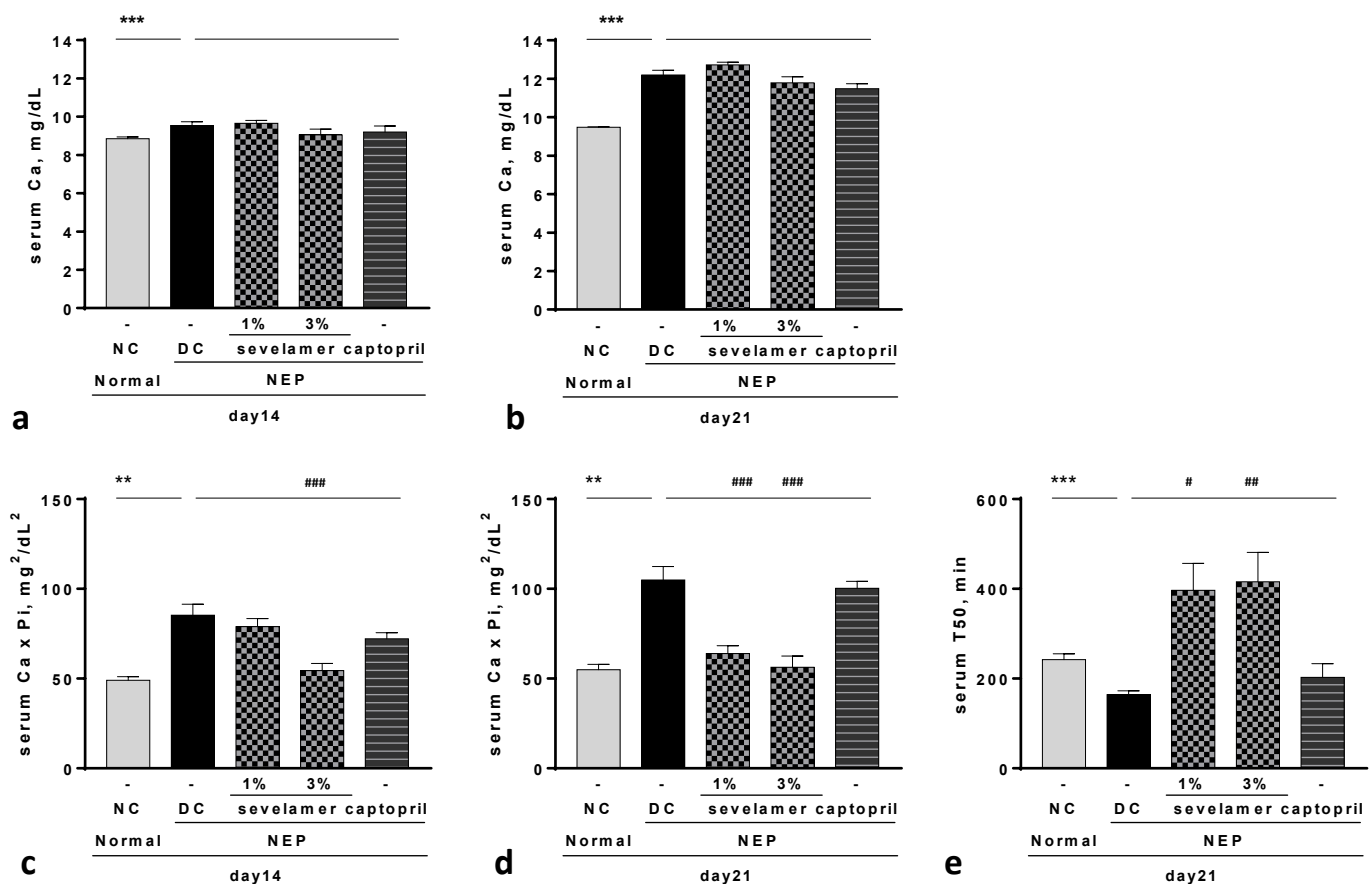 ***
serum Ca, mg/dL
14
12
10
8
6
4
2
0
- - 1% 3% -
NC DC sevelamer captopril
Normal NEP
day14
a
***
serum Ca, mg/dL
14
12
10
8
6
4
2
0
- - 1% 3% -
NC DC sevelamer captopril
Normal NEP
day21
b
** ###
serum Ca x Pi, mg²/dL²
150
100
50
0
- - 1% 3% -
NC DC sevelamer captopril
Normal NEP
day14
c
** ### ###
serum Ca x Pi, mg²/dL²
150
100
50
0
- - 1% 3% -
NC DC sevelamer captopril
Normal NEP
day21
d
*** # ##
serum T50, min
600
400
200
0
- - 1% 3% -
NC DC sevelamer captopril
Normal NEP
day21
e